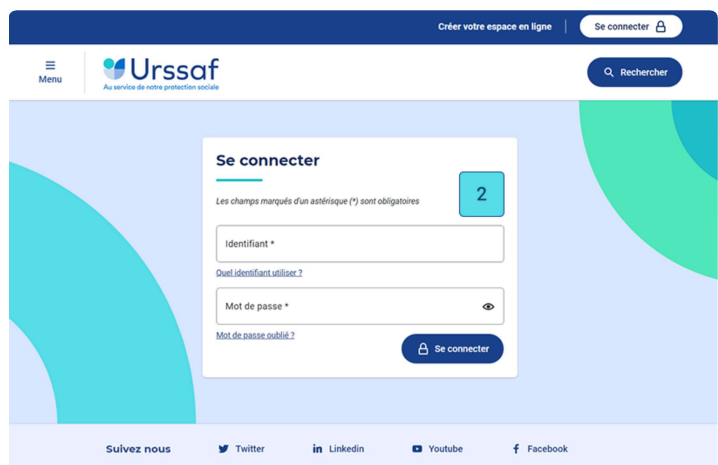 Créer votre espace en ligne
Se connecter
Menu
Urssaf
Au service de notre protection sociale
Rechercher
Se connecter
Les champs marqués d'un astérisque (*) sont obligatoires
2
Identifiant *
Quel identifiant utiliser ?
Mot de passe *
Mot de passe oublié ?
Se connecter
Suivez nous
Twitter
Linkedin
Youtube
Facebook